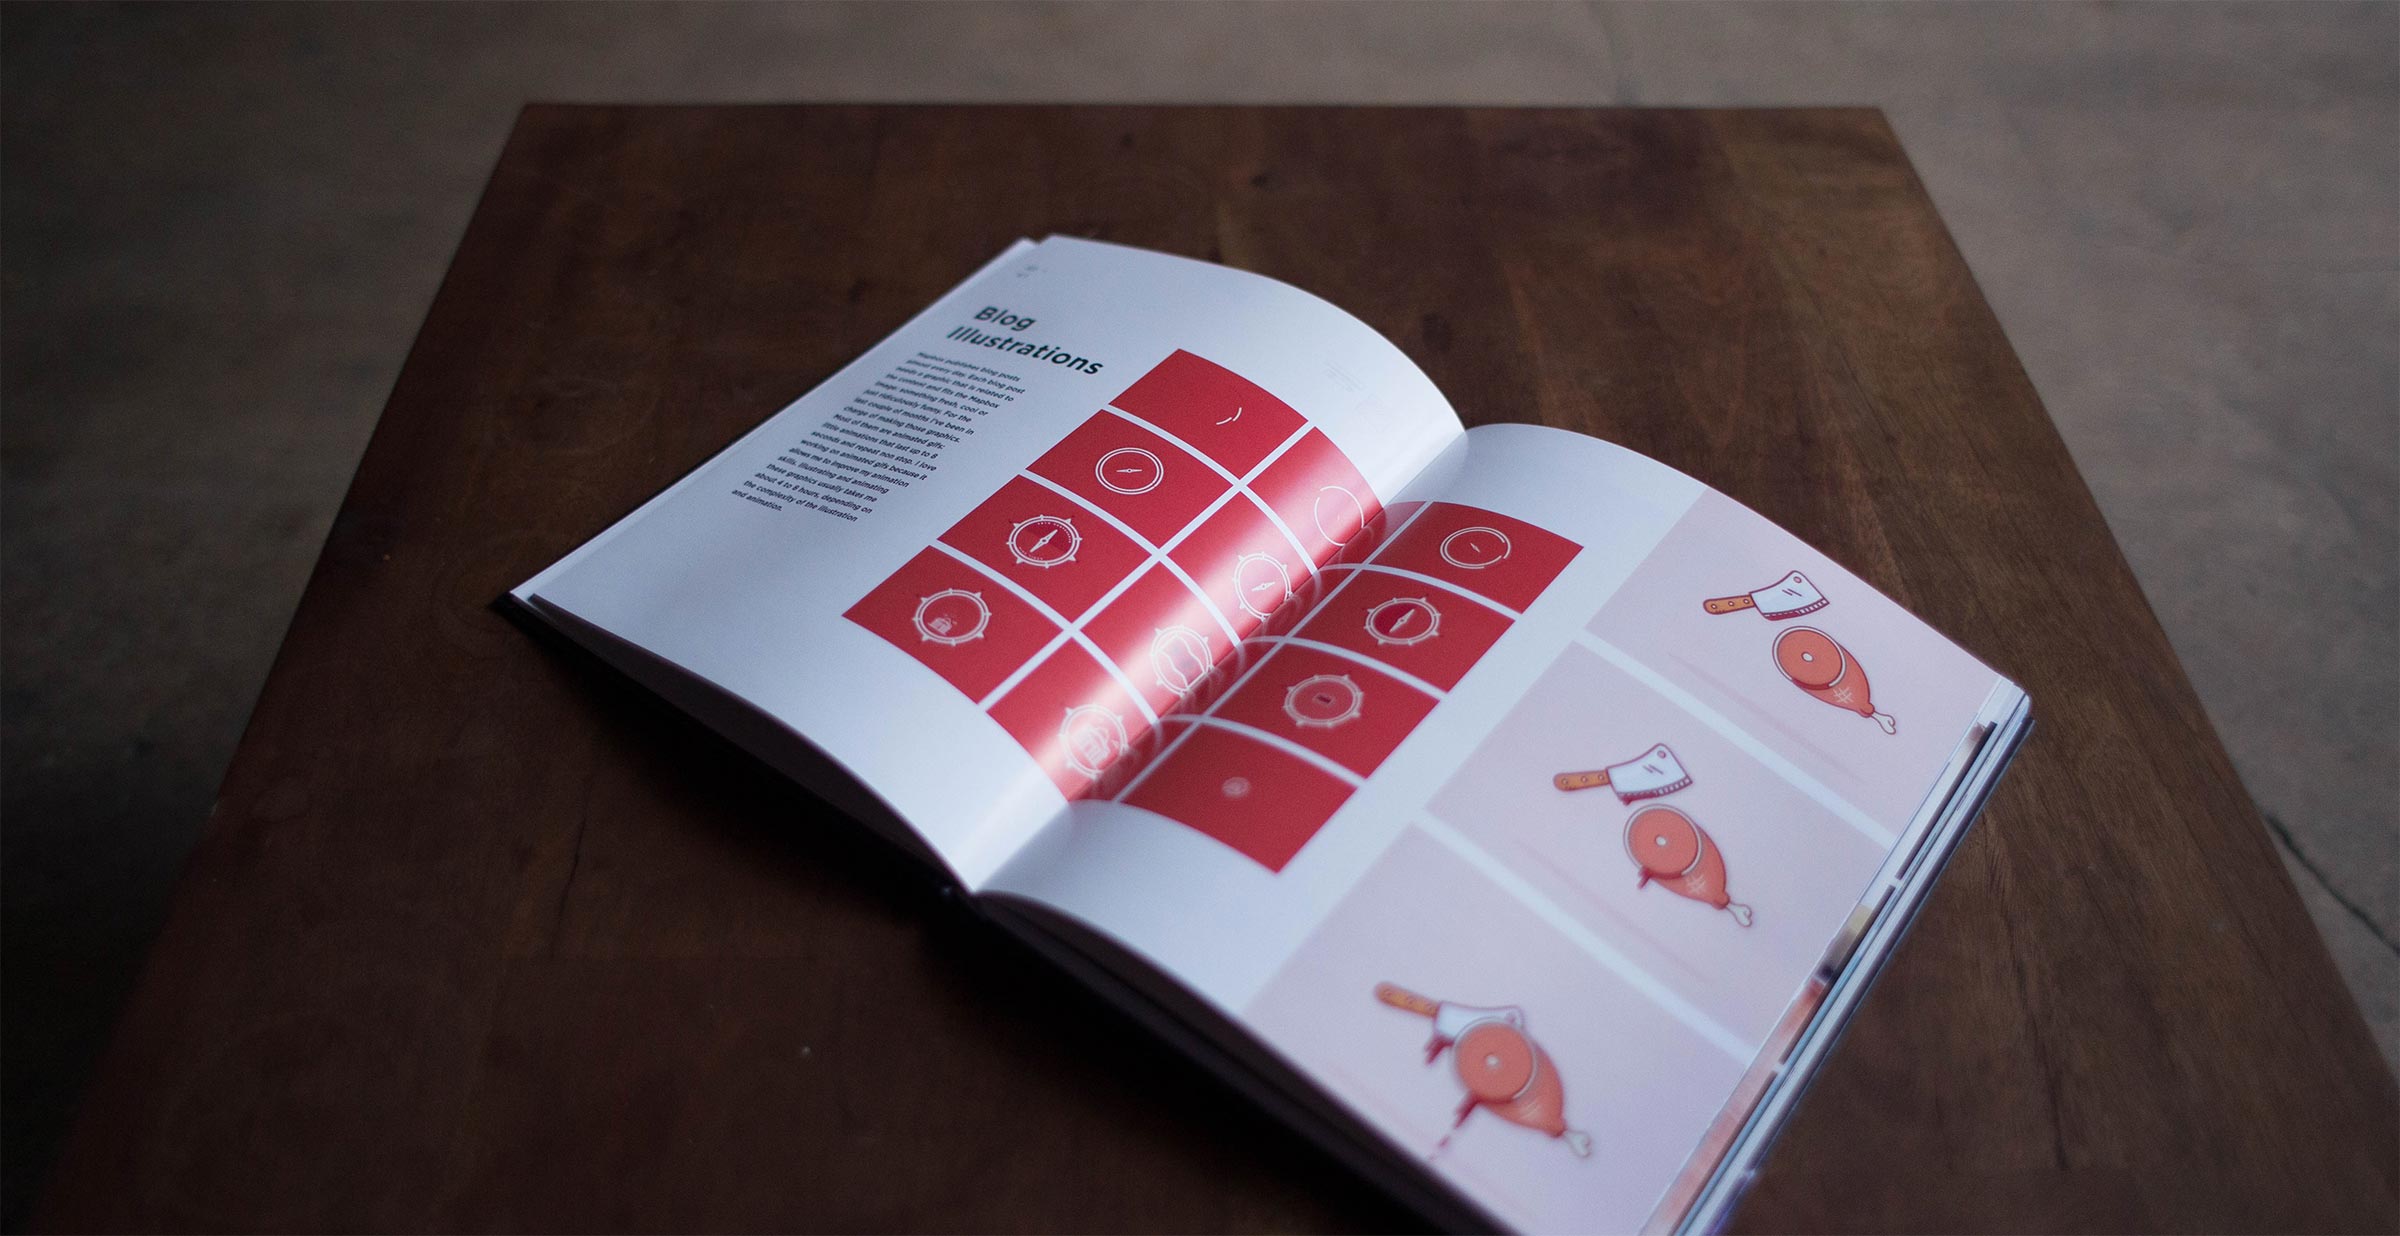 Blog
Illustrations
Mapbox publishes blog posts
almost every day. Each blog post
needs a graphic that is related to
the content and fits the Mapbox
image; something fresh, cool or
just ridiculously funny. For the
last couple of months I've been in
charge of making those graphics.
Most of them are animated gifs;
little animations that last up to 8
seconds and repeat non stop. I love
working on animated gifs because it
allows me to improve my animation
skills. Illustrating and animating
these graphics usually takes me
about 4 to 8 hours, depending on
the complexity of the illustration
and animation.